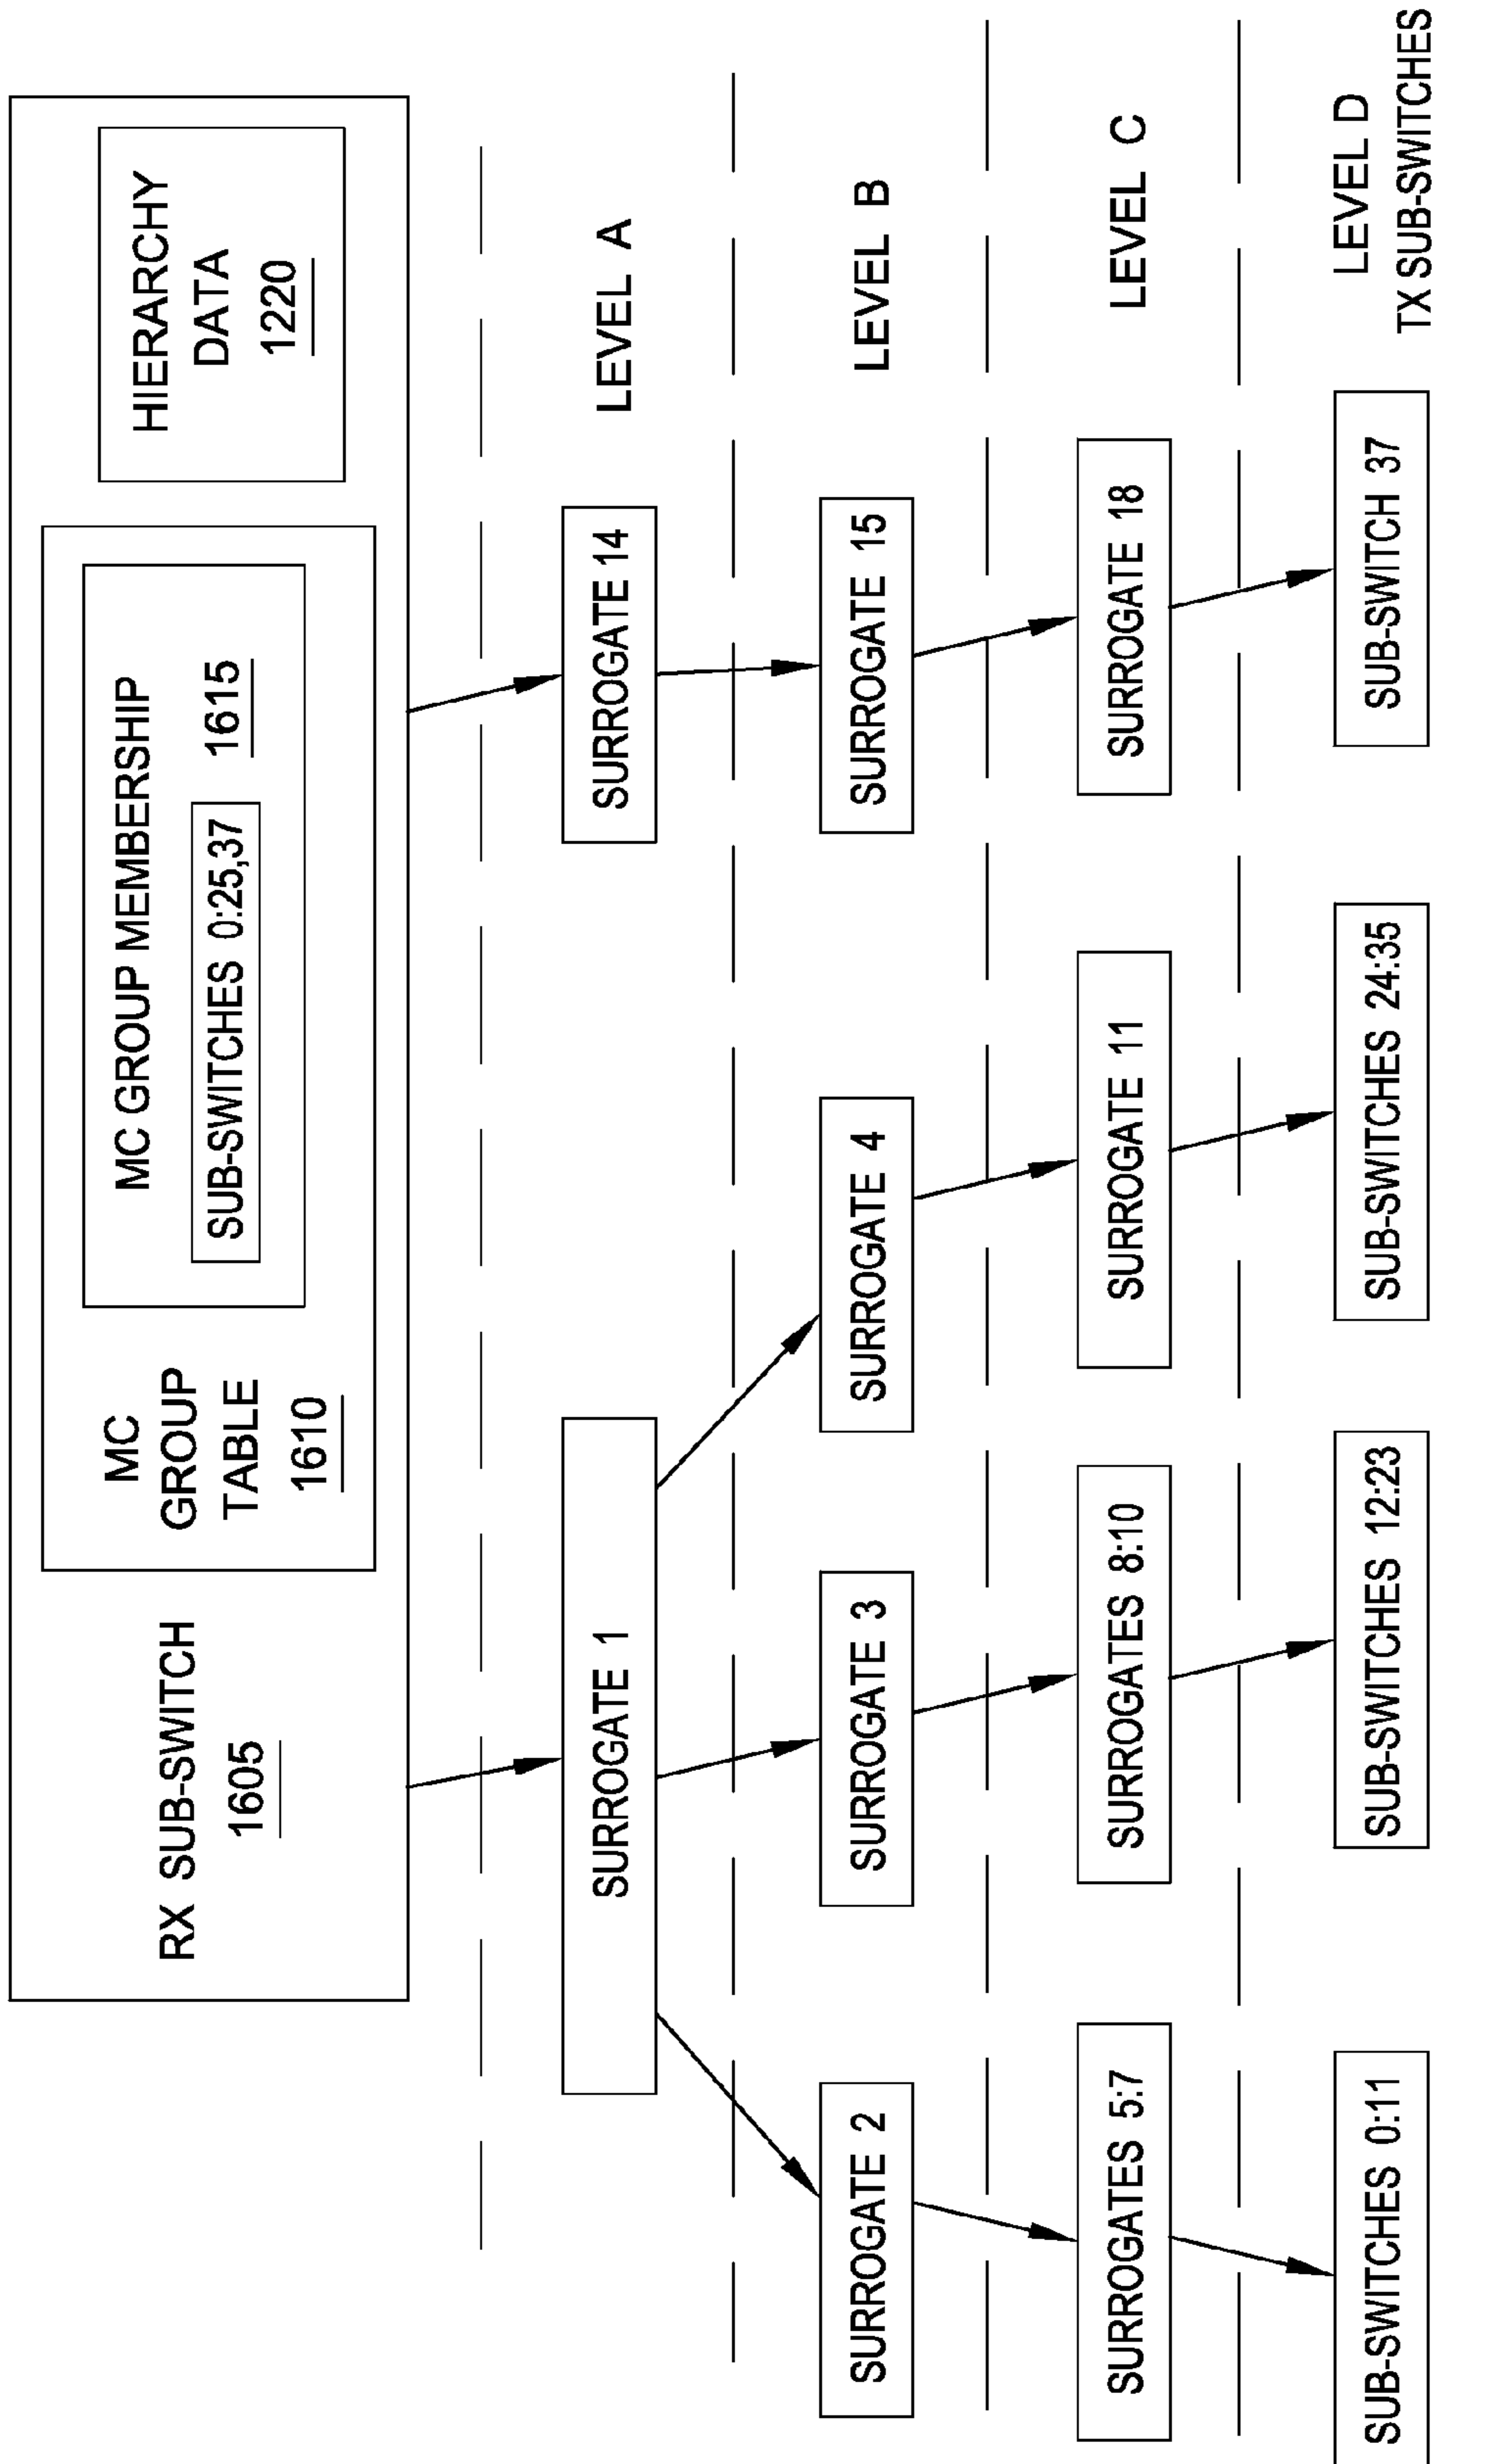 RX SUB-SWITCH
1605
MC
GROUP
TABLE
1610
MC GROUP MEMBERSHIP
SUB-SWITCHES 0:25,37
1615
HIERARCHY
DATA
1220
SURROGATE 1
SURROGATE 14
LEVEL A
SURROGATE 2
SURROGATE 3
SURROGATE 4
SURROGATE 15
LEVEL B
SURROGATES 5:7
SURROGATES 8:10
SURROGATE 11
SURROGATE 18
LEVEL C
SUB-SWITCHES 0:11
SUB-SWITCHES 12:23
SUB-SWITCHES 24:35
SUB-SWITCH 37
LEVEL D
TX SUB-SWITCHES